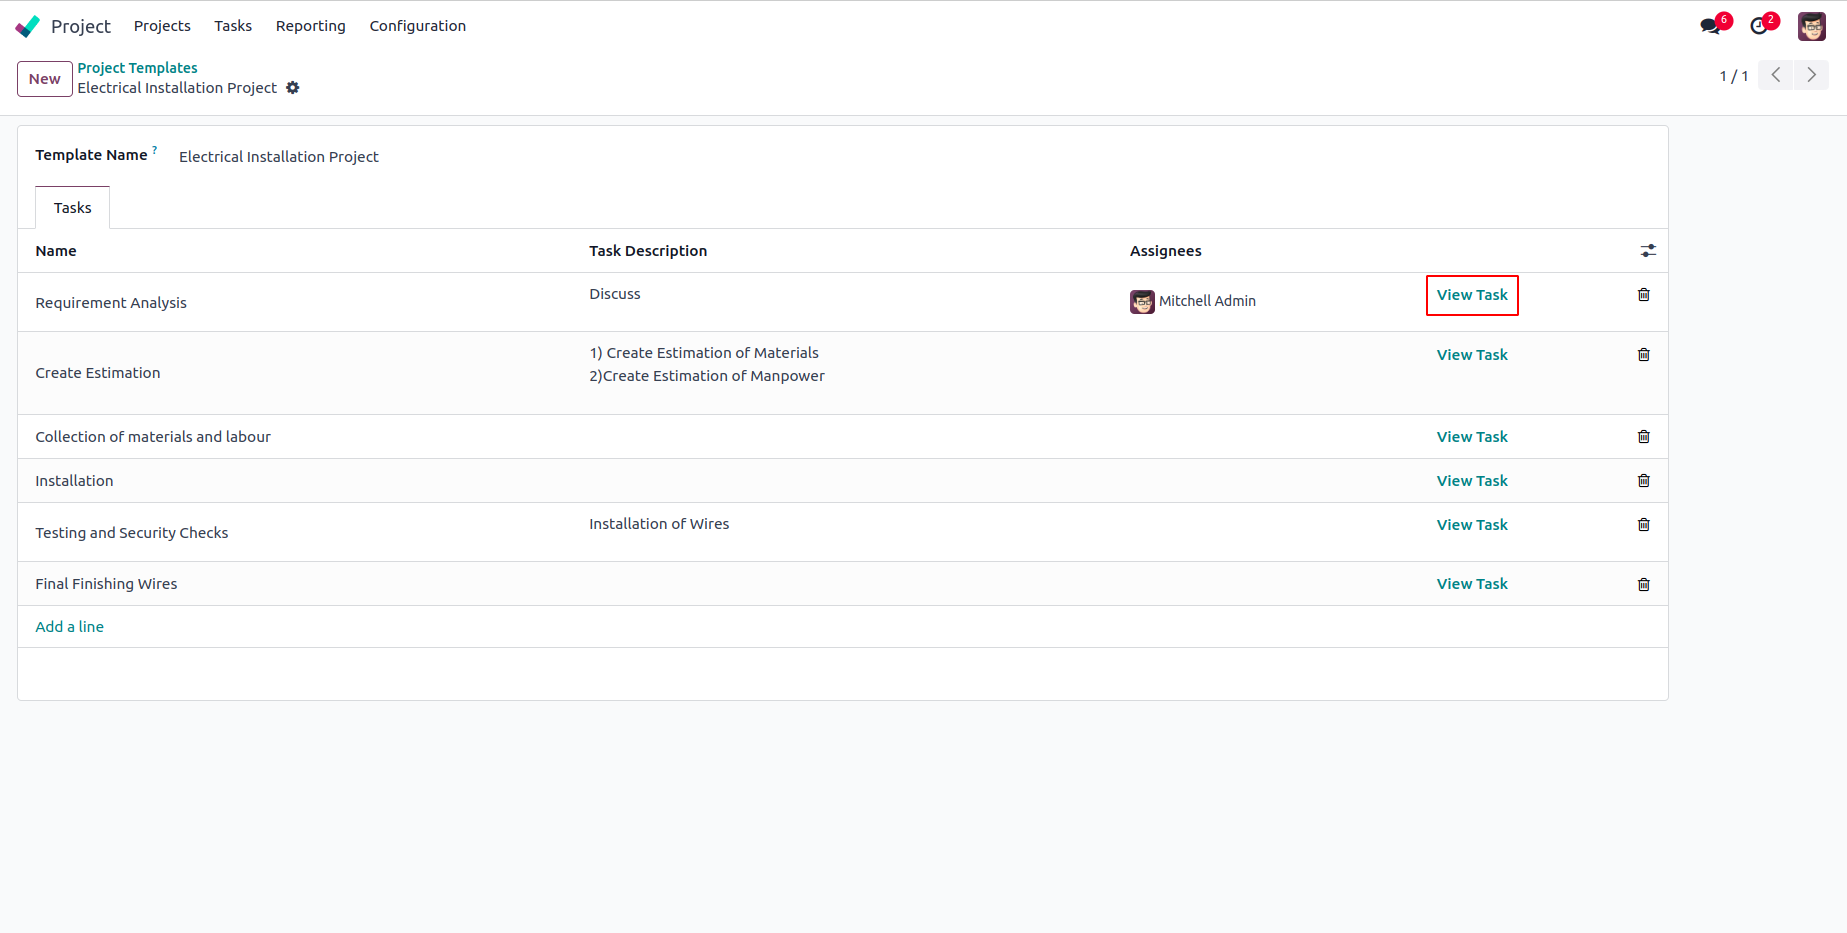 Project Projects Tasks Reporting Configuration 6 2
New Project Templates
Electrical Installation Project 1 / 1
Template Name ? Electrical Installation Project
Tasks
Name Task Description Assignees
Requirement Analysis Discuss Mitchell Admin View Task
Create Estimation 1) Create Estimation of Materials View Task
2)Create Estimation of Manpower
Collection of materials and labour View Task
Installation View Task
Testing and Security Checks Installation of Wires View Task
Final Finishing Wires View Task
Add a line